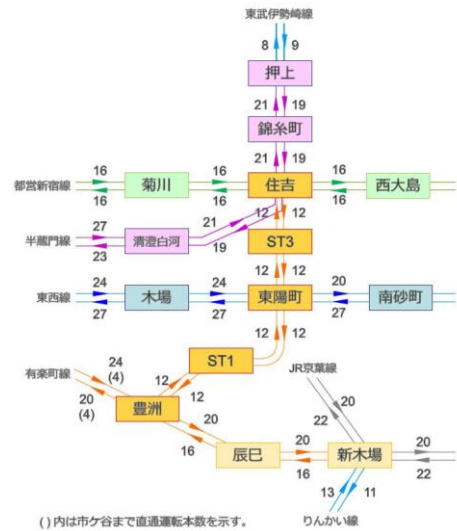 東武伊勢崎線
8 9
押上
21 19
錦糸町
21 19
都営新宿線
16 16 16 16
菊川 住吉 西大島
16 16 16
半蔵門線
27 21 12 12
清澄白河
23 19
ST3
12 12
東西線
24 24 20
木場 東陽町 南砂町
27 27 27
12 12
ST1
JR京葉線
有楽町線
24
(4)
12 12
20
(4)
豊洲
20
16
辰巳
20
22
20 20
新木場
16 22
13 11
りんかい線
( )内は市ケ谷まで直通運転本数を示す。